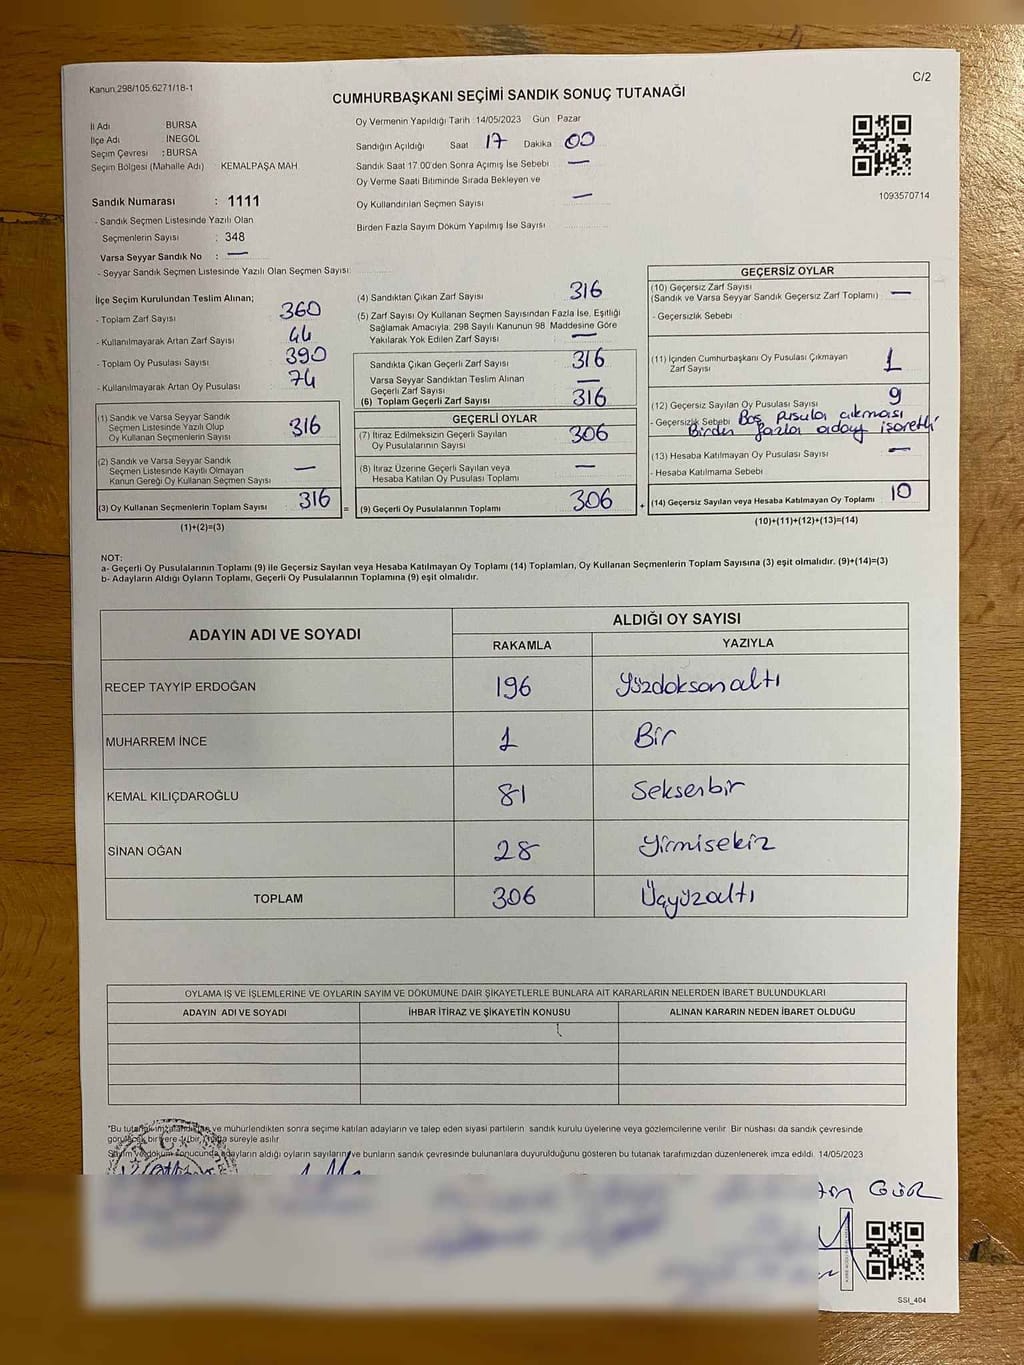 Kanun.298/105.6271/18-1
C/2
CUMHURBAŞKANI SEÇİMİ SANDIK SONUÇ TUTANAĞI
İl Adı BURSA
İlçe Adı İNEGÖL
Seçim Çevresi : BURSA
Seçim Bölgesi (Mahalle Adı) KEMALPAŞA MAH
Sandık Numarası : 1111
- Sandık Seçmen Listesinde Yazılı Olan
Seçmenlerin Sayısı : 348
Varsa Seyyar Sandık No : —
- Seyyar Sandık Seçmen Listesinde Yazılı Olan Seçmen Sayısı:
Oy Vermenin Yapıldığı Tarih : 14/05/2023 Gün Pazar
Sandığın Açıldığı Saat 17 Dakika 00
Sandık Saat 17.00'den Sonra Açımış İse Sebebi —
Oy Verme Saati Bitiminde Sırada Bekleyen ve
Oy Kullandırılan Seçmen Sayısı —
Birden Fazla Sayım Döküm Yapılmış İse Sayısı
1093570714
İlçe Seçim Kurulundan Teslim Alınan;
- Toplam Zarf Sayısı 360
- Kullanılmayarak Artan Zarf Sayısı 44
- Toplam Oy Pusulası Sayısı 390
- Kullanılmayarak Artan Oy Pusulası 74
(1) Sandık ve Varsa Seyyar Sandık
Seçmen Listesinde Yazılı Olup
Oy Kullanan Seçmenlerin Sayısı 316
(2) Sandık ve Varsa Seyyar Sandık
Seçmen Listesinde Kayıtlı Olmayan
Kanun Gereği Oy Kullanan Seçmen Sayısı —
(3) Oy Kullanan Seçmenlerin Toplam Sayısı : 316 =
(1)+(2)=(3)
(4) Sandıktan Çıkan Zarf Sayısı 316
(5) Zarf Sayısı Oy Kullanan Seçmen Sayısından Fazla İse, Eşitliği
Sağlamak Amacıyla, 298 Sayılı Kanunun 98. Maddesine Göre
Yakılarak Yok Edilen Zarf Sayısı —
Sandıkta Çıkan Geçerli Zarf Sayısı 316
Varsa Seyyar Sandıktan Teslim Alınan
Geçerli Zarf Sayısı —
(6) Toplam Geçerli Zarf Sayısı 316
GEÇERLİ OYLAR
(7) İtiraz Edilmeksizin Geçerli Sayılan
Oy Pusulasının Sayısı 306
(8) İtiraz Üzerine Geçerli Sayılan veya
Hesaba Katılan Oy Pusulası Toplamı —
(9) Geçerli Oy Pusulalarının Toplamı 306 +
GEÇERSİZ OYLAR
(10) Geçersiz Zarf Sayısı
(Sandık ve Varsa Seyyar Sandık Geçersiz Zarf Toplamı) —
- Geçersizlik Sebebi
(11) İçinden Cumhurbaşkanı Oy Pusulası Çıkmayan
Zarf Sayısı 1
(12) Geçersiz Sayılan Oy Pusulası Sayısı 9
- Geçersizlik Sebebi Boş pusula çıkması
Birden fazla aday işaretli
(13) Hesaba Katılmayan Oy Pusulası Sayısı —
- Hesaba Katılmama Sebebi
(14) Geçersiz Sayılan veya Hesaba Katılmayan Oy Toplamı 10
(10)+(11)+(12)+(13)=(14)
NOT:
a- Geçerli Oy Pusulalarının Toplamı (9) ile Geçersiz Sayılan veya Hesaba Katılmayan Oy Toplamı (14) Toplamları, Oy Kullanan Seçmenlerin Toplam Sayısına (3) eşit olmalıdır. (9)+(14)=(3)
b- Adayların Aldığı Oyların Toplamı, Geçerli Oy Pusulalarının Toplamına (9) eşit olmalıdır.
ADAYIN ADI VE SOYADI ALDIĞI OY SAYISI
RAKAMLA YAZIYLA
RECEP TAYYİP ERDOĞAN 196 Yüzdoksanaltı
MUHARREM İNCE 1 Bir
KEMAL KILIÇDAROĞLU 81 Seksenbir
SİNAN OĞAN 28 Yirmisekiz
TOPLAM 306 Üçyüzaltı
OYLAMA İŞ VE İŞLEMLERİNE VE OYLARIN SAYIM VE DÖKÜMÜNE DAİR ŞİKAYETLERLE BUNLARA AİT KARARLARIN NELERDEN İBARET BULUNDUKLARI
ADAYIN ADI VE SOYADI İHBAR İTİRAZ VE ŞİKAYETİN KONUSU ALINAN KARARIN NEDEN İBARET OLDUĞU
"Bu tutanak imzalandıktan ve mühürlendikten sonra seçime katılan adayların ve talep eden siyasi partilerin sandık kurulu üyelerine veya gözlemcilerine verilir Bir nüshası da sandık çevresinde
görülecek bir yere bir hafta süreyle asılır
Sayım ve döküm sonucunda adayların aldığı oyların sayılarını ve bunların sandık çevresinde bulunanlara duyurulduğunu gösteren bu tutanak tarafımızdan düzenlenerek imza edildi. 14/05/2023
GÜR
SSI_404